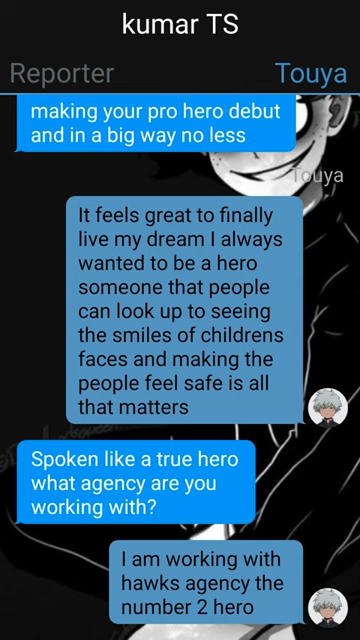 kumar TS
Reporter
Touya
making your pro hero debut
and in a big way no less
Touya
It feels great to finally
live my dream I always
wanted to be a hero
someone that people
can look up to seeing
the smiles of childrens
faces and making the
people feel safe is all
that matters
Spoken like a true hero
what agency are you
working with?
I am working with
hawks agency the
number 2 hero